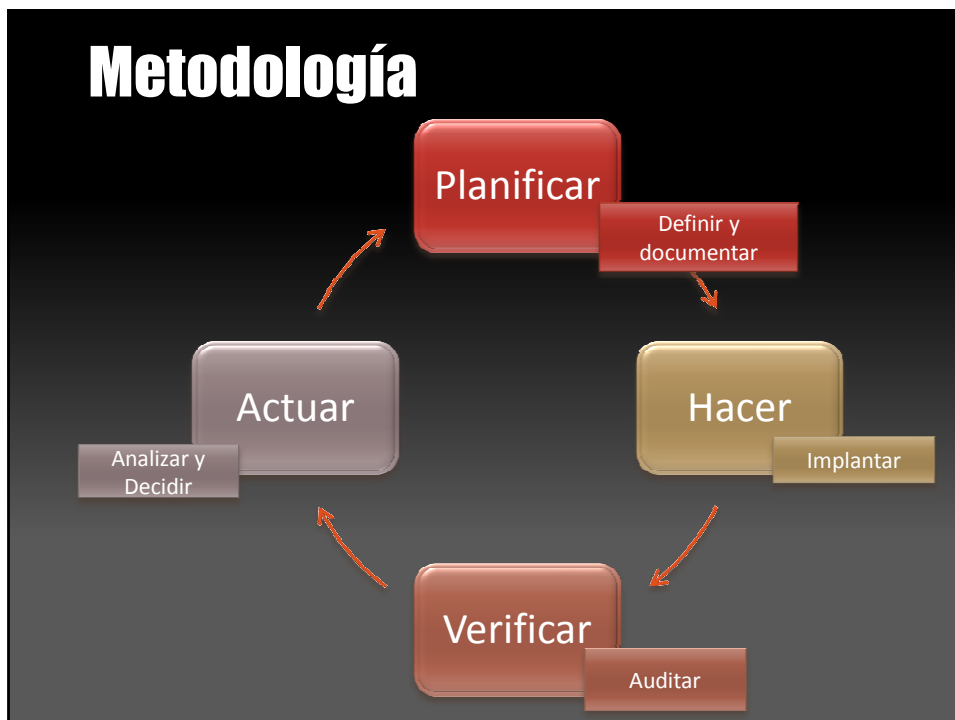 Metodología
Planificar
Definir y
documentar
Hacer
Implantar
Verificar
Auditar
Actuar
Analizar y
Decidir